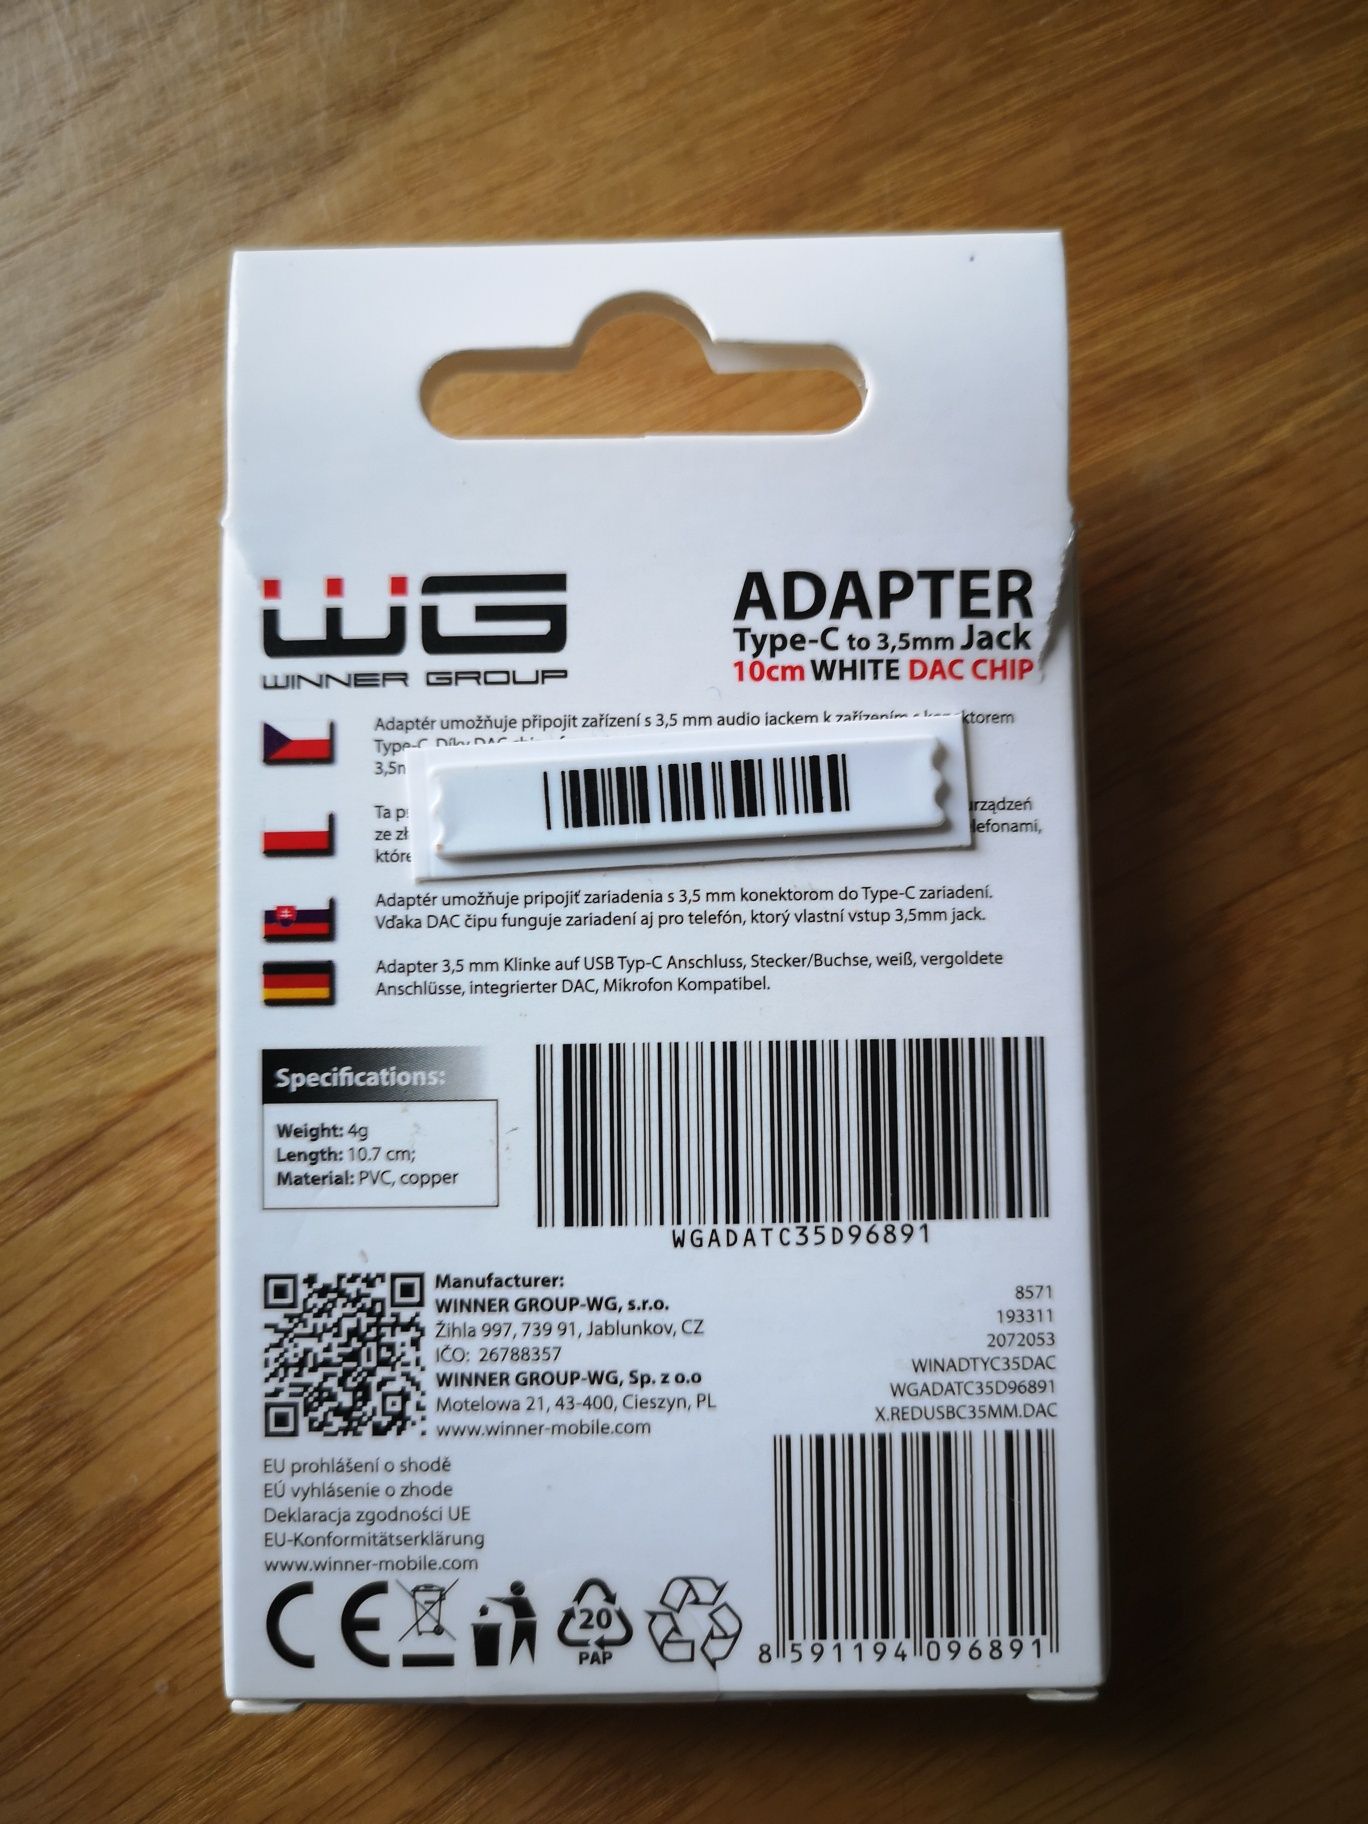 WG
WINNER GROUP
ADAPTER
Type-C to 3,5mm Jack
10cm WHITE DAC CHIP
Adaptér umožňuje připojit zařízení s 3,5 mm audio jackem k zařízením s konektorem
Type-C. Díky DAC
3,5
Ta urządzeń
ze telefonami,
które
Adaptér umožňuje pripojiť zariadenia s 3,5 mm konektorom do Type-C zariadení.
Vďaka DAC čipu funguje zariadení aj pro telefón, ktorý vlastní vstup 3,5mm jack.
Adapter 3,5 mm Klinke auf USB Typ-C Anschluss, Stecker/Buchse, weiß, vergoldete
Anschlüsse, integrierter DAC, Mikrofon Kompatibel.
Specifications:
Weight: 4g
Length: 10.7 cm;
Material: PVC, copper
WGADATC35D96891
Manufacturer:
WINNER GROUP-WG, s.r.o.
Žihla 997, 739 91, Jablunkov, CZ
IČO: 26788357
WINNER GROUP-WG, Sp. z o.o
Motelowa 21, 43-400, Cieszyn, PL
www.winner-mobile.com
8571
193311
2072053
WINADTYC35DAC
WGADATC35D96891
X.REDUSBC35MM.DAC
EU prohlášení o shodě
EÚ vyhlásenie o zhode
Deklaracja zgodności UE
EU-Konformitätserklärung
www.winner-mobile.com
CE
20
PAP
8 591194 096891